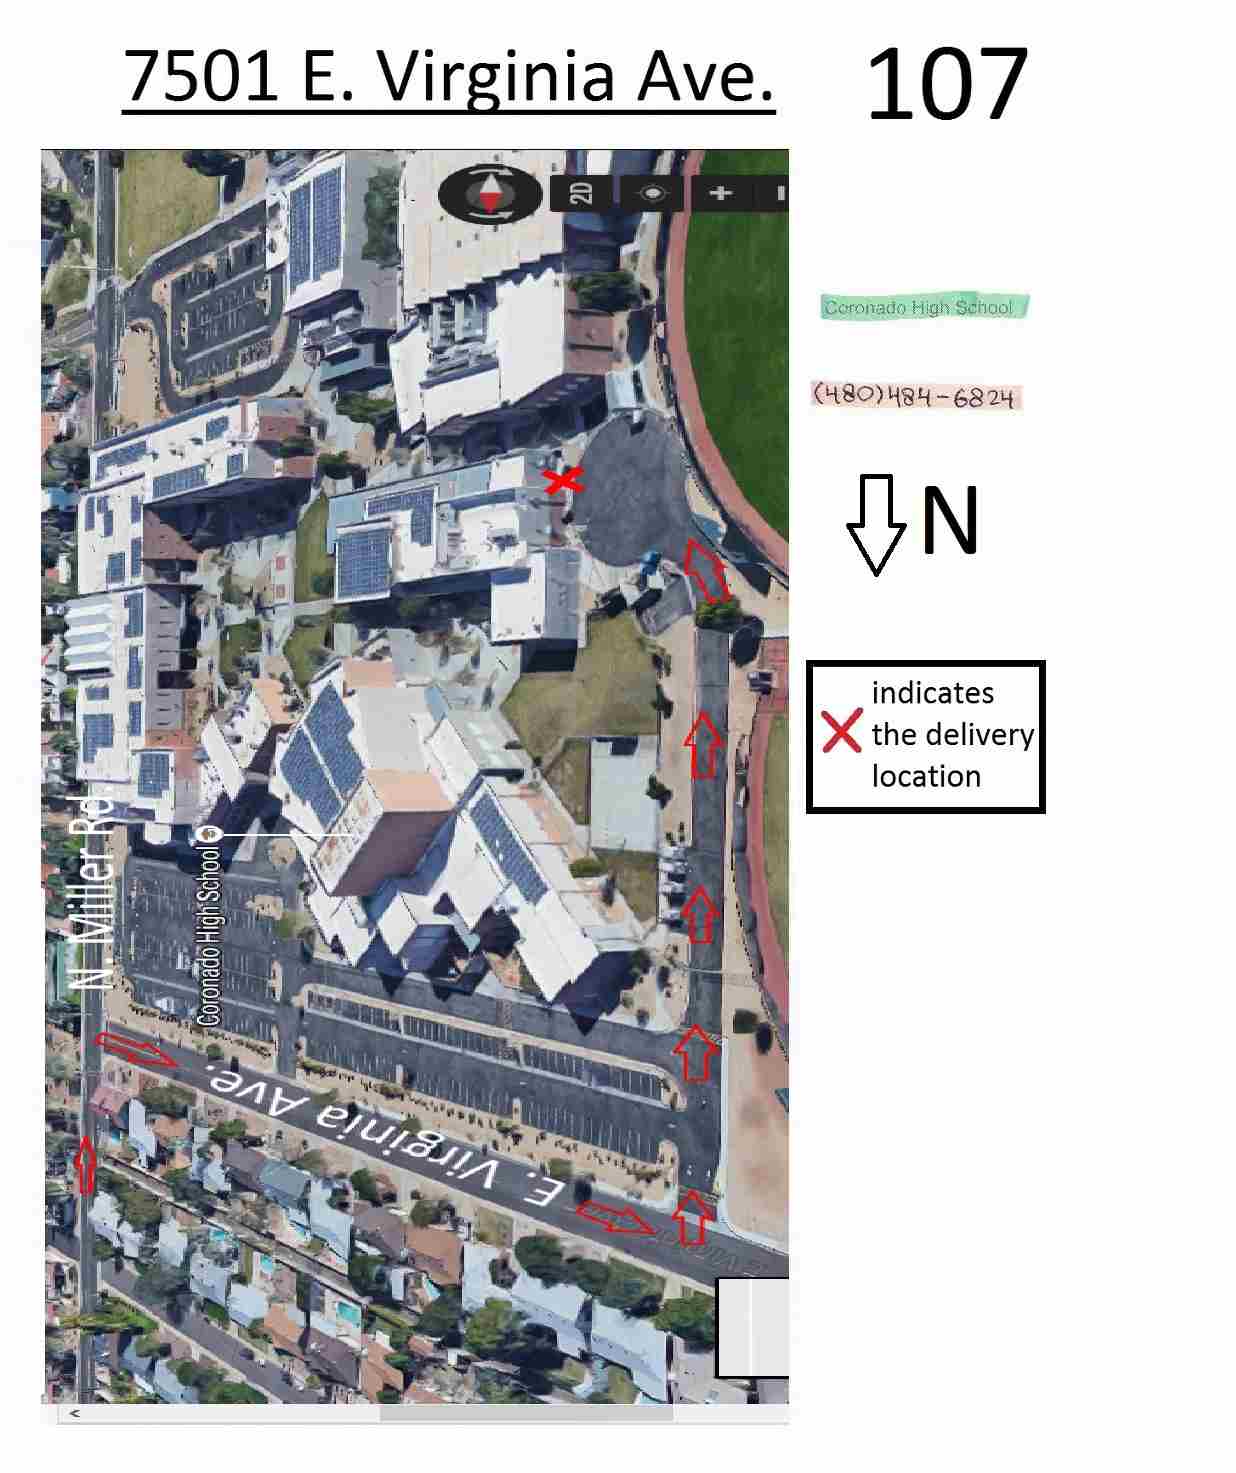 7501 E. Virginia Ave.
107
2D
Coronado High School
(480)484-6824
N
indicates
the delivery
location
N. Miller Rd.
Coronado High School
E. Virginia Ave.